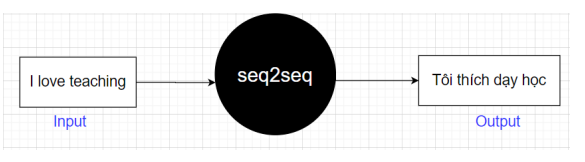 I love teaching
seq2seq
Tôi thích dạy học
Input
Output